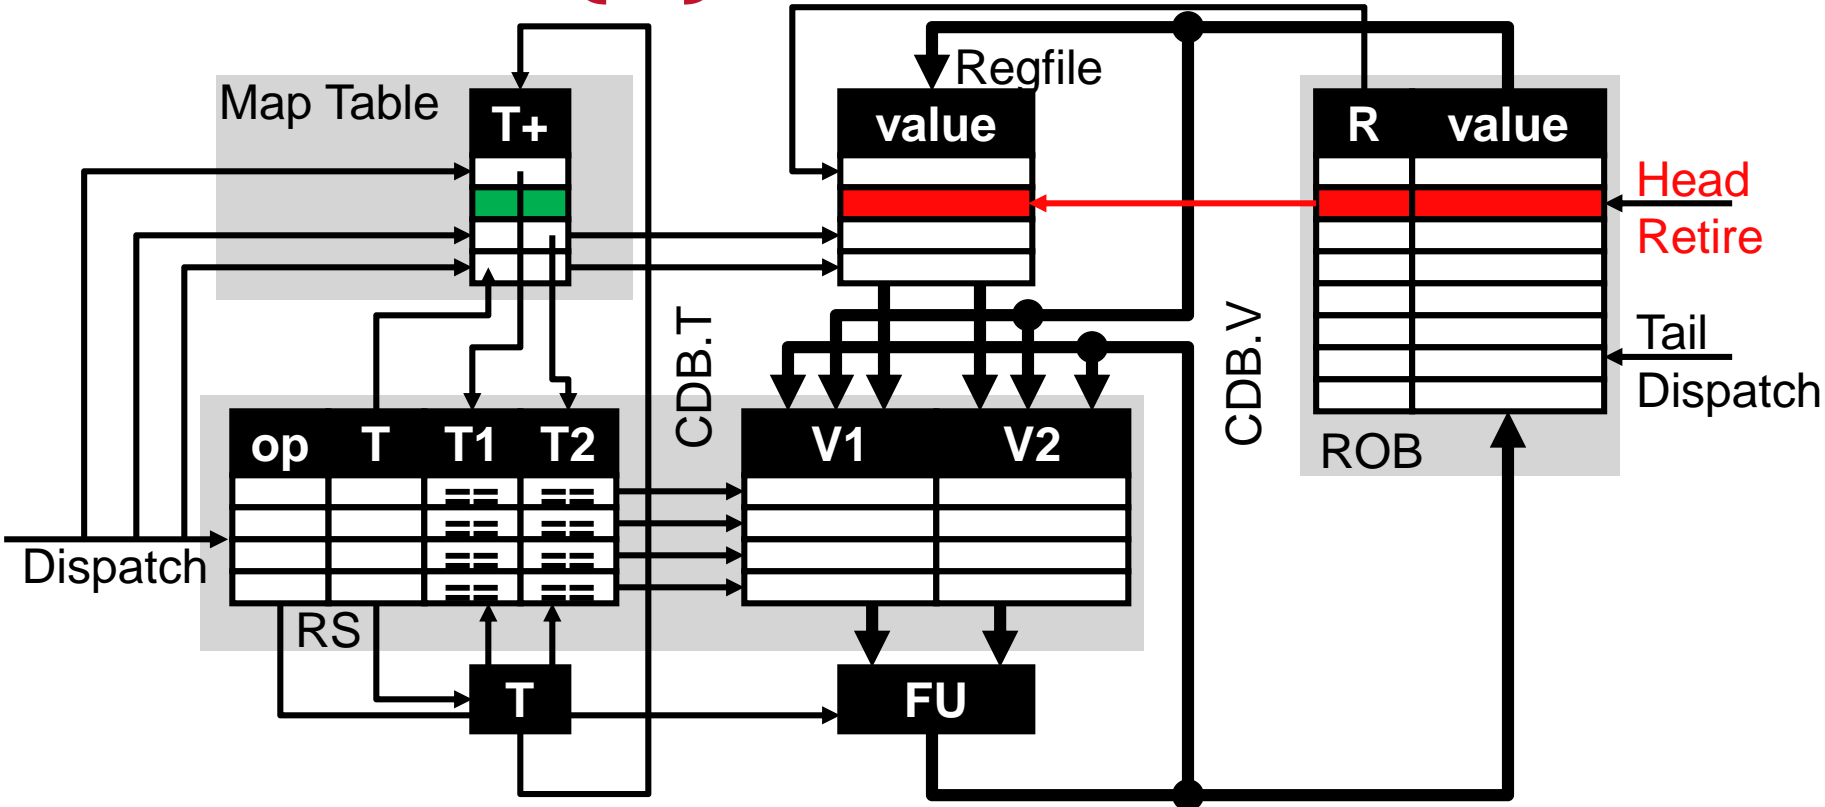 Regfile
Map Table
T+
value
R value
Head
Retire
CDB.T
CDB.V
Tail
Dispatch
op T T1 T2
V1 V2
ROB
== ==
== ==
== ==
== ==
Dispatch
RS
T
FU